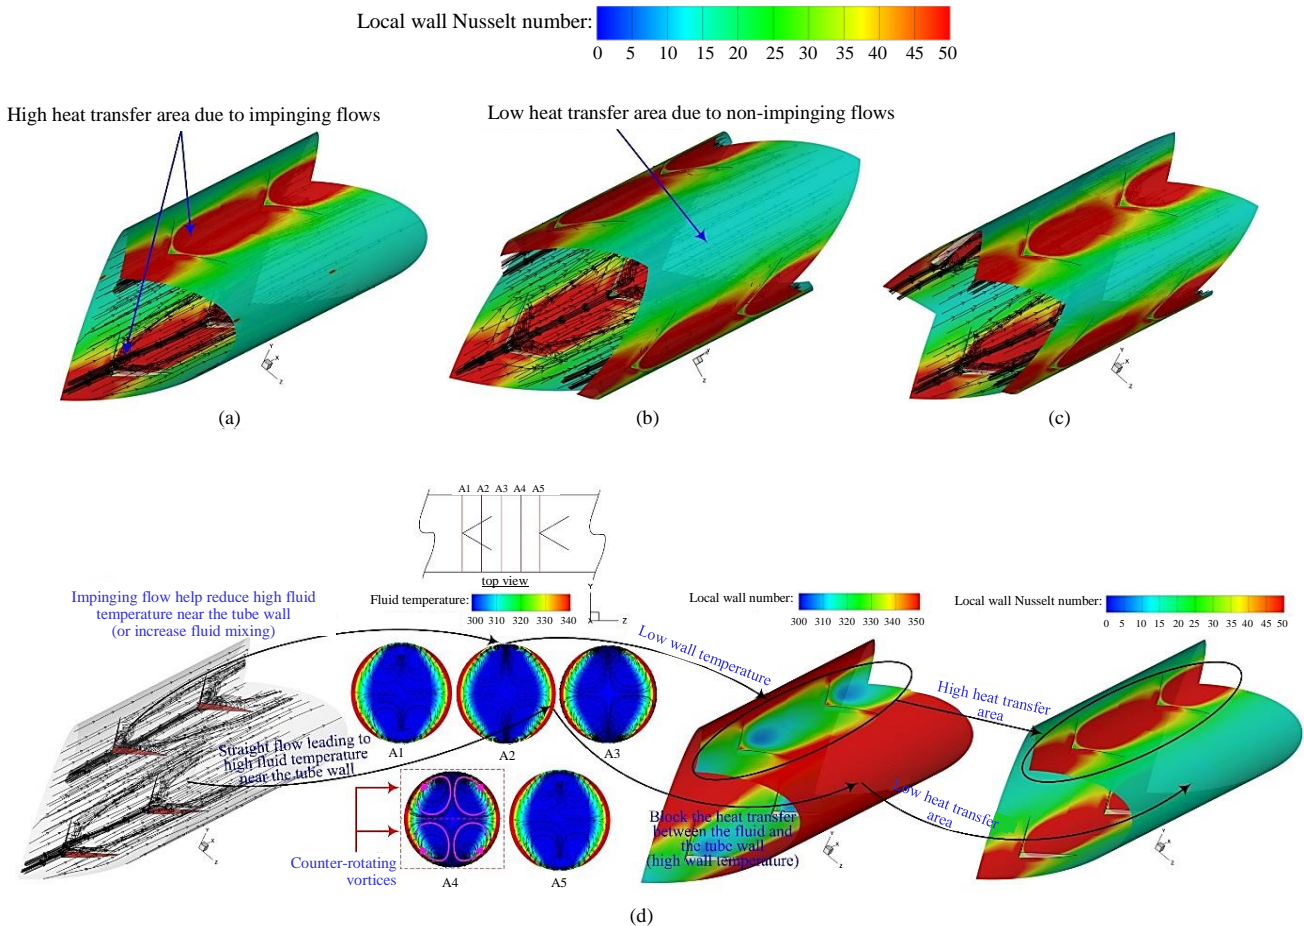 Local wall Nusselt number:
0 5 10 15 20 25 30 35 40 45 50
High heat transfer area due to impinging flows
Low heat transfer area due to non-impinging flows
Y
X
Z
Y
Z
Y
X
Z
(a)
(b)
(c)
A1 A2 A3 A4 A5
top view
Impinging flow help reduce high fluid
temperature near the tube wall
(or increase fluid mixing)
Fluid temperature:
300 310 320 330 340
Y
X
Z
Local wall number:
300 310 320 330 340 350
Local wall Nusselt number:
0 5 10 15 20 25 30 35 40 45 50
Low wall temperature
High heat transfer
area
Straight flow leading to
high fluid temperature
near the tube wall
A1
A2
A3
Low heat transfer
area
Block the heat transfer
between the fluid and
the tube wall
(high wall temperature)
Counter-rotating
vortices
A4
A5
Y
X
Z
Y
X
Z
Y
X
Z
(d)